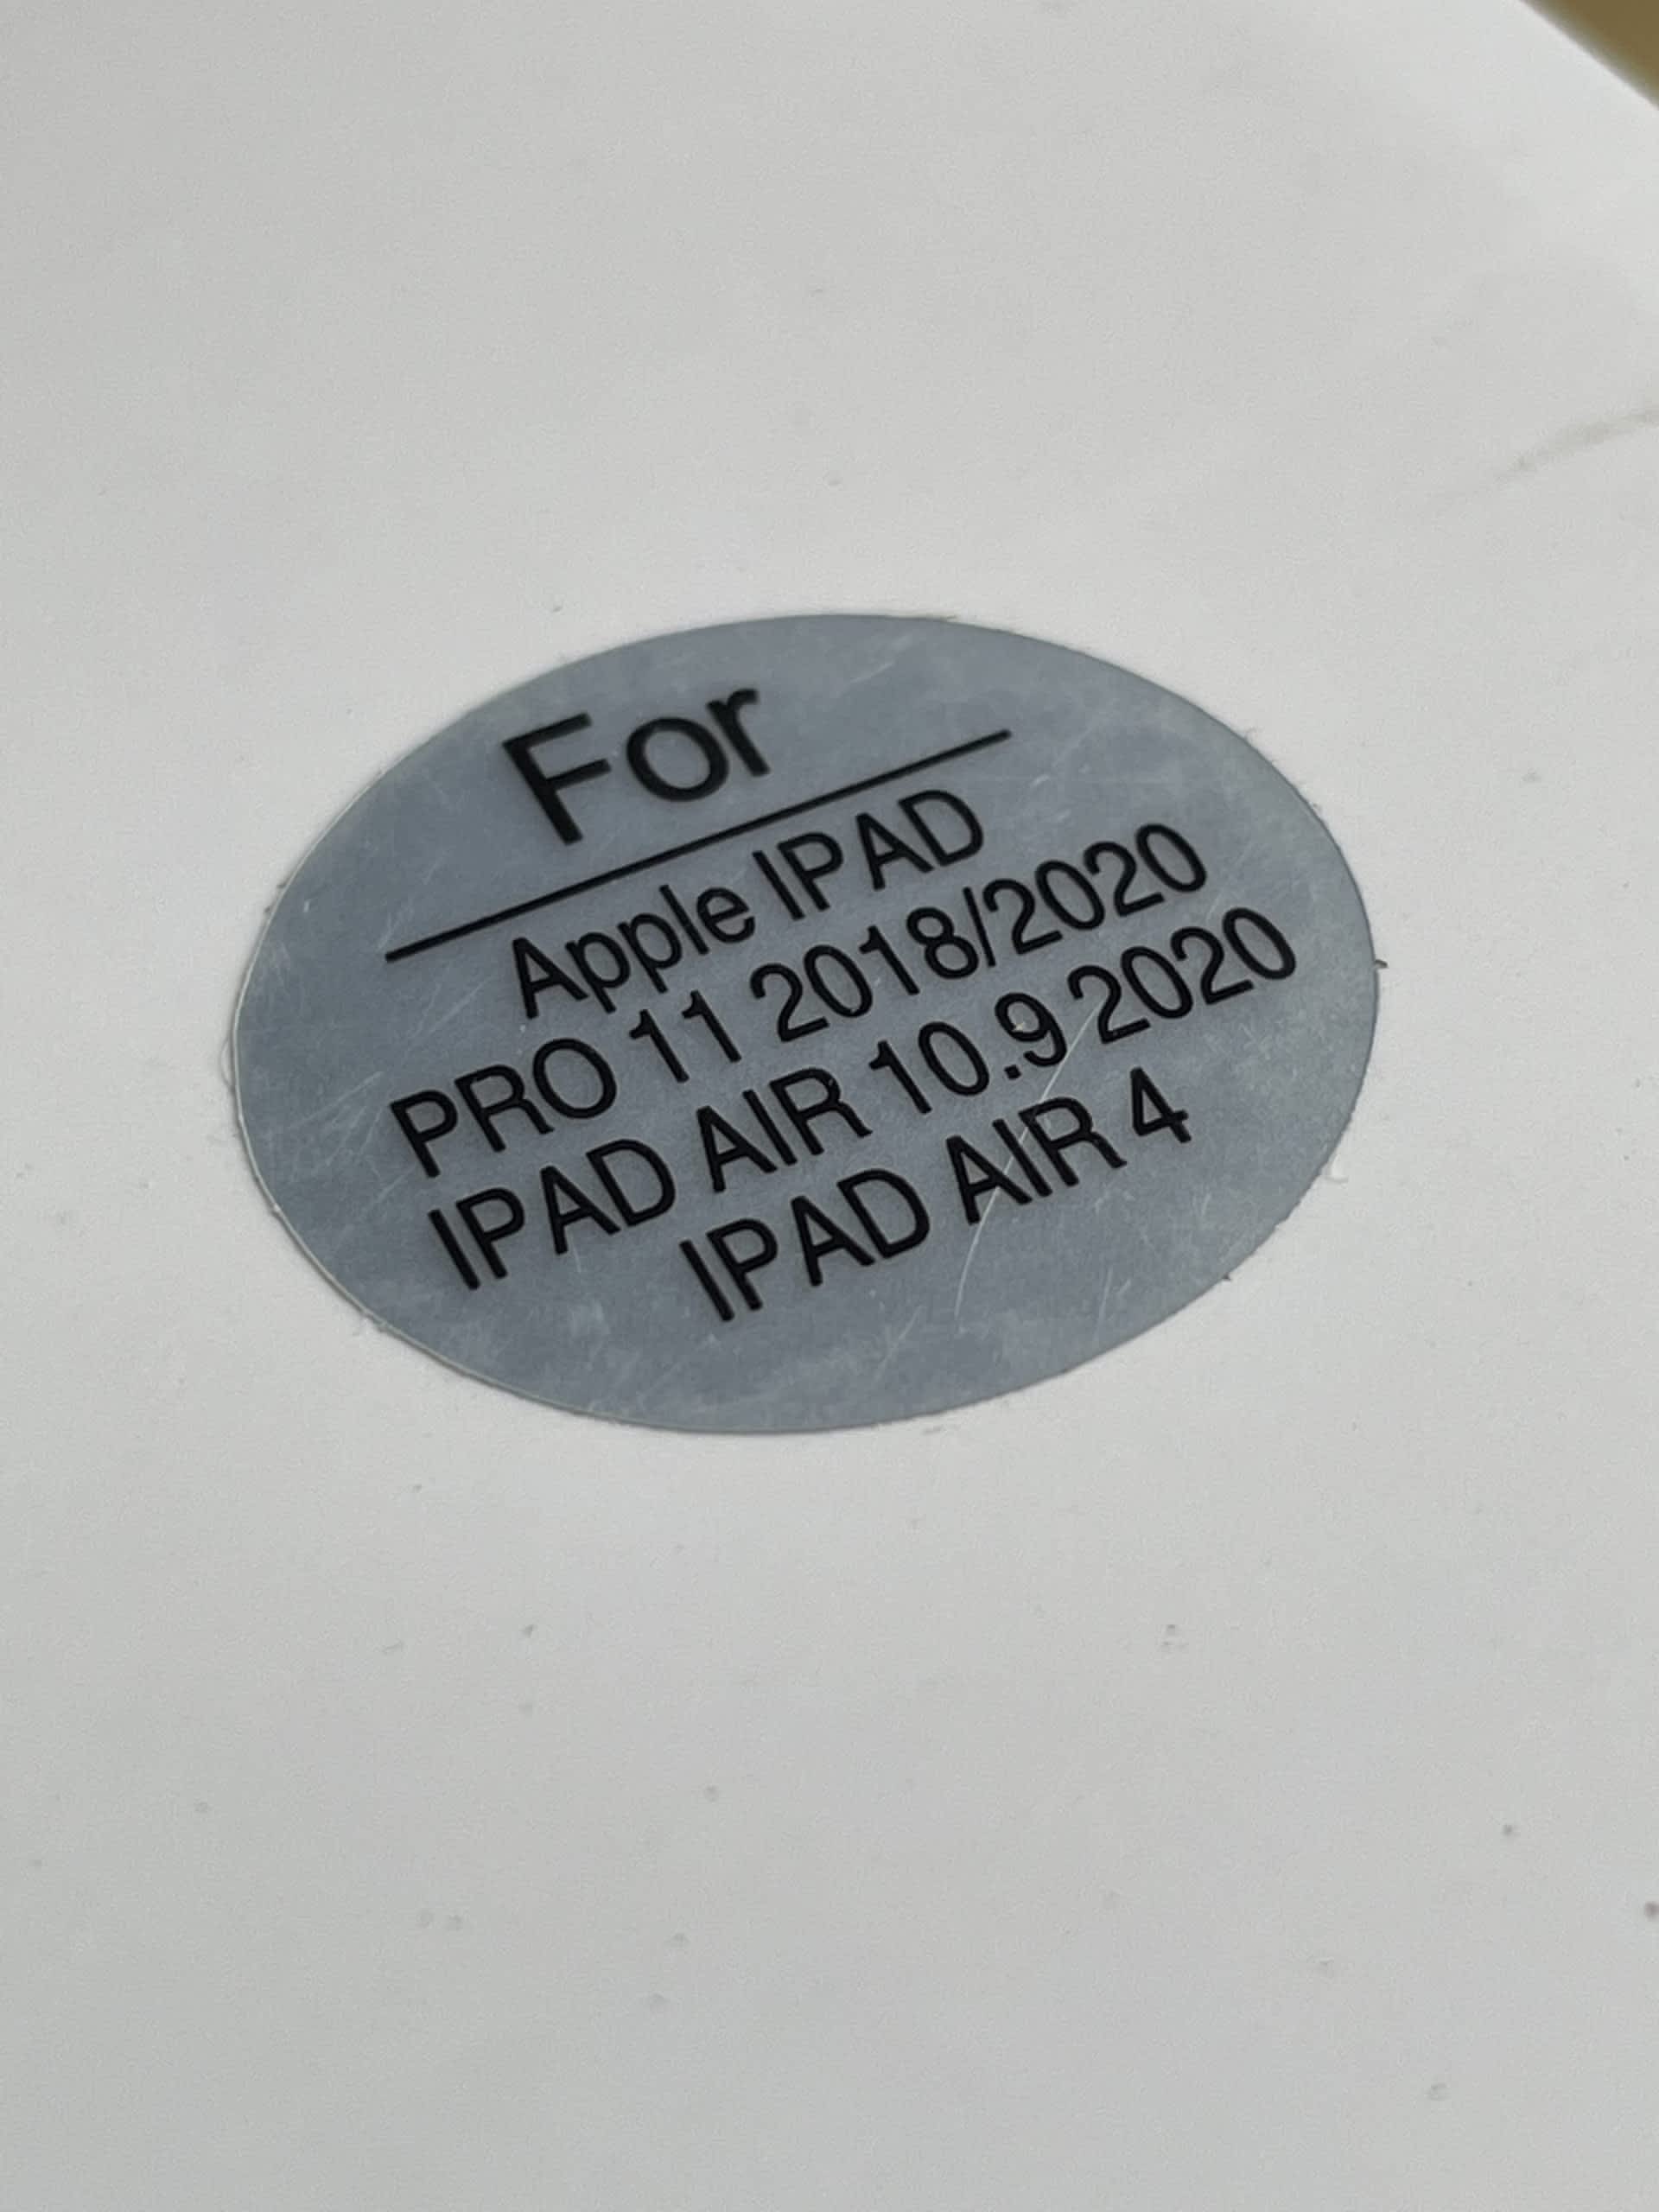 For
Apple IPAD
PRO 11 2018/2020
IPAD AIR 10.9 2020
IPAD AIR 4